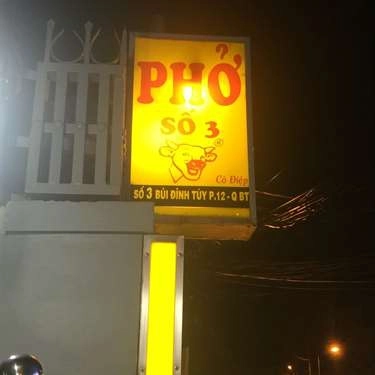 PHỞ
SỐ 3
®
Cô Điệp
SỐ 3 BÙI ĐÌNH TÚY P.12 - Q BT